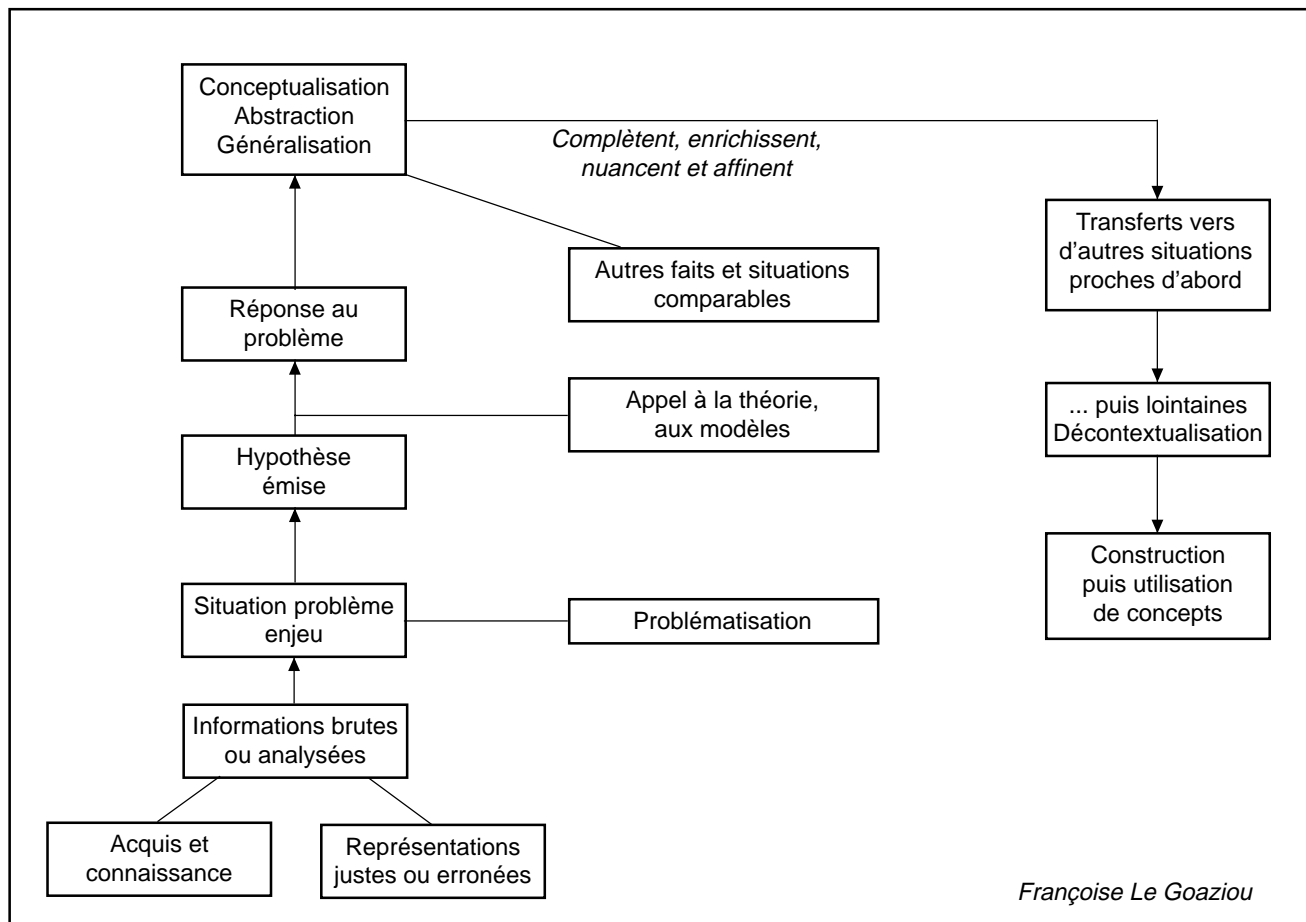 Conceptualisation
Abstraction
Généralisation
Complètent, enrichissent,
nuancent et affinent
Transferts vers
d'autres situations
proches d'abord
Autres faits et situations
comparables
Réponse au
problème
Appel à la théorie,
aux modèles
... puis lointaines
Décontextualisation
Hypothèse
émise
Construction
puis utilisation
de concepts
Situation problème
enjeu
Problématisation
Informations brutes
ou analysées
Acquis et
connaissance
Représentations
justes ou erronées
Françoise Le Goaziou